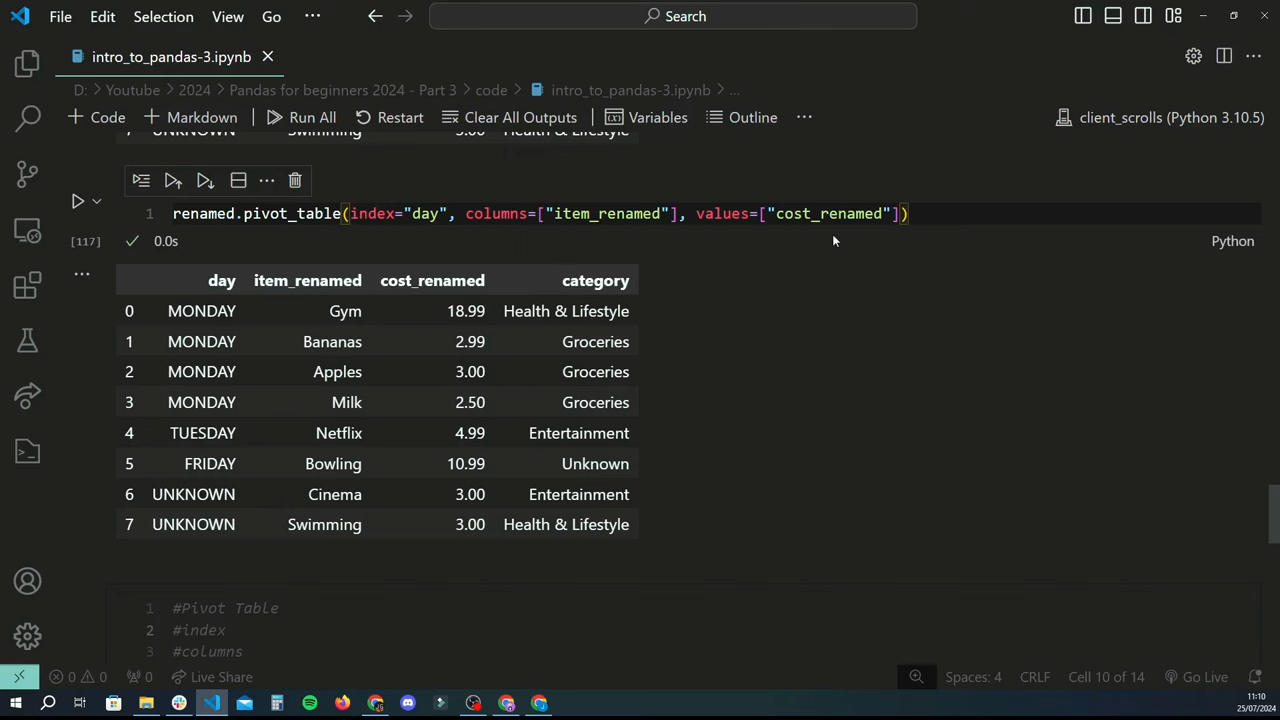 File Edit Selection View Go ··· Search
intro_to_pandas-3.ipynb
D: > Youtube > 2024 > Pandas for beginners 2024 - Part 3 > code > intro_to_pandas-3.ipynb > ...
+ Code + Markdown Run All Restart Clear All Outputs Variables Outline ··· client_scrolls (Python 3.10.5)
7 UNKNOWN Swimming 3.00 Health & Lifestyle
1 renamed.pivot_table(index="day", columns=["item_renamed"], values=["cost_renamed"])
[117] 0.0s Python
day item_renamed cost_renamed category
0 MONDAY Gym 18.99 Health & Lifestyle
1 MONDAY Bananas 2.99 Groceries
2 MONDAY Apples 3.00 Groceries
3 MONDAY Milk 2.50 Groceries
4 TUESDAY Netflix 4.99 Entertainment
5 FRIDAY Bowling 10.99 Unknown
6 UNKNOWN Cinema 3.00 Entertainment
7 UNKNOWN Swimming 3.00 Health & Lifestyle
1 #Pivot Table
2 #index
3 #columns
0 0 0 Live Share Spaces: 4 CRLF Cell 10 of 14 Go Live
11:10
25/07/2024